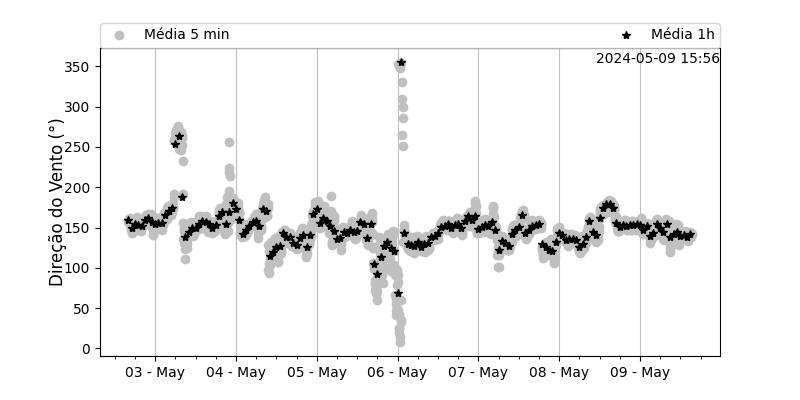 Média 5 min
Média 1h
2024-05-09 15:56
Direção do Vento (°)
350
300
250
200
150
100
50
0
03 - May
04 - May
05 - May
06 - May
07 - May
08 - May
09 - May